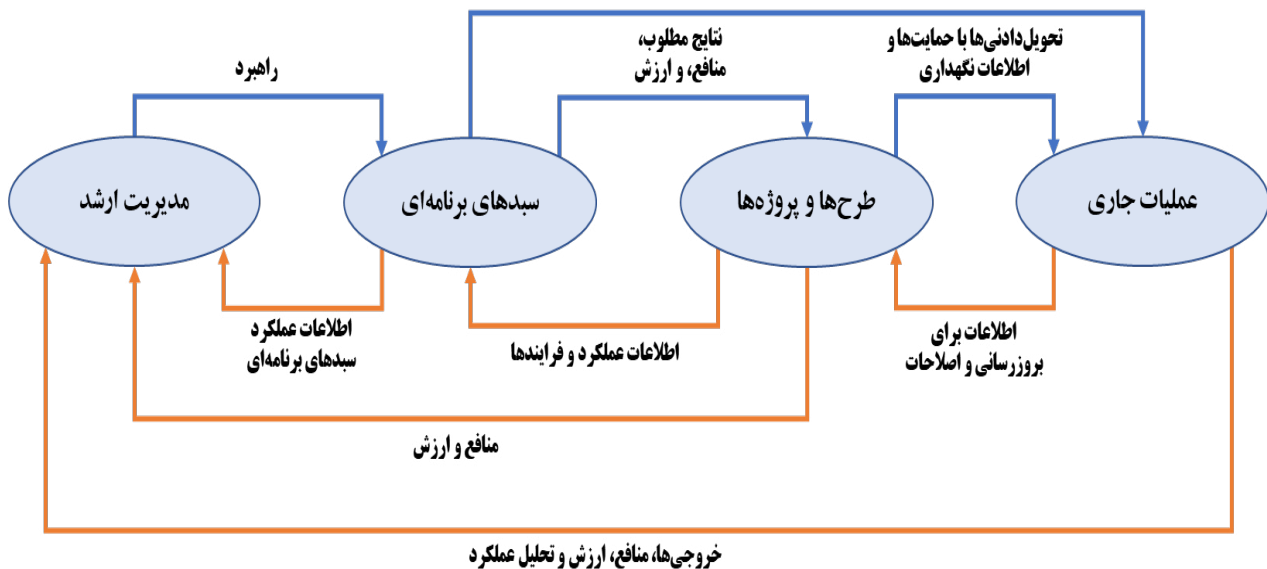 تحویل‌دادنی‌ها با حمایت‌ها و
اطلاعات نگهداری
نتایج مطلوب،
منافع، و ارزش
راهبرد
مدیریت ارشد
سبدهای برنامه‌ای
طرح‌ها و پروژه‌ها
عملیات جاری
اطلاعات عملکرد
سبدهای برنامه‌ای
اطلاعات عملکرد و فرایندها
اطلاعات برای
بروزرسانی و اصلاحات
منافع و ارزش
خروجی‌ها، منافع، ارزش و تحلیل عملکرد